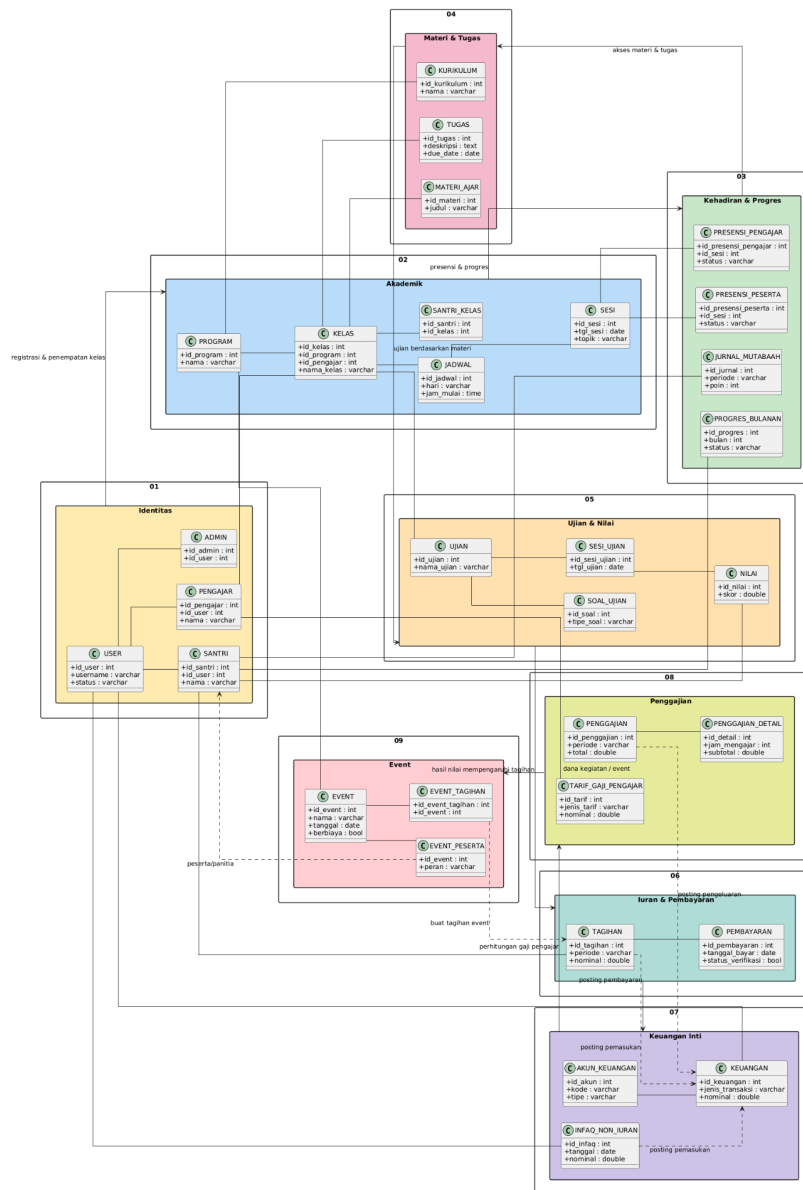 04
Materi & Tugas
C KURIKULUM
+id_kurikulum : int
+nama : varchar
C TUGAS
+id_tugas : int
+deskripsi : text
+due_date : date
C MATERI_AJAR
+id_materi : int
+judul : varchar
akses materi & tugas
03
Kehadiran & Progres
C PRESENSI_PENGAJAR
+id_presensi_pengajar : int
+id_sesi : int
+status : varchar
C PRESENSI_PESERTA
+id_presensi_peserta : int
+id_sesi : int
+status : varchar
C JURNAL_MUTABAAH
+id_jurnal : int
+periode : varchar
+poin : int
C PROGRES_BULANAN
+id_progres : int
+bulan : int
+status : varchar
02
presensi & progres
Akademik
C PROGRAM
+id_program : int
+nama : varchar
C KELAS
+id_kelas : int
+id_program : int
+id_pengajar : int
+nama_kelas : varchar
C SANTRI_KELAS
+id_santri : int
+id_kelas : int
ujian berdasarkan materi
C JADWAL
+id_jadwal : int
+hari : varchar
+jam_mulai : time
C SESI
+id_sesi : int
+tgl_sesi : date
+topik : varchar
registrasi & penempatan kelas
01
Identitas
C ADMIN
+id_admin : int
+id_user : int
C PENGAJAR
+id_pengajar : int
+id_user : int
+nama : varchar
C USER
+id_user : int
+username : varchar
+status : varchar
C SANTRI
+id_santri : int
+id_user : int
+nama : varchar
05
Ujian & Nilai
C UJIAN
+id_ujian : int
+nama_ujian : varchar
C SESI_UJIAN
+id_sesi_ujian : int
+tgl_ujian : date
C SOAL_UJIAN
+id_soal : int
+tipe_soal : varchar
C NILAI
+id_nilai : int
+skor : double
08
Penggajian
C PENGGAJIAN
+id_penggajian : int
+periode : varchar
+total : double
C PENGGAJIAN_DETAIL
+id_detail : int
+jam_mengajar : int
+subtotal : double
dana kegiatan / event
C TARIF_GAJI_PENGAJAR
+id_tarif : int
+jenis_tarif : varchar
+nominal : double
09
Event
hasil nilai mempengaruhi tagihan
C EVENT
+id_event : int
+nama : varchar
+tanggal : date
+berbiaya : bool
C EVENT_TAGIHAN
+id_event_tagihan : int
+id_event : int
C EVENT_PESERTA
+id_event : int
+peran : varchar
peserta/panitia
06
posting pengeluaran
Iuran & Pembayaran
buat tagihan event
perhitungan gaji pengajar
C TAGIHAN
+id_tagihan : int
+periode : varchar
+nominal : double
C PEMBAYARAN
+id_pembayaran : int
+tanggal_bayar : date
+status_verifikasi : bool
posting pembayaran
07
Keuangan Inti
posting pemasukan
C AKUN_KEUANGAN
+id_akun : int
+kode : varchar
+tipe : varchar
C KEUANGAN
+id_keuangan : int
+jenis_transaksi : varchar
+nominal : double
C INFAQ_NON_IURAN
+id_infaq : int
+tanggal : date
+nominal : double
posting pemasukan